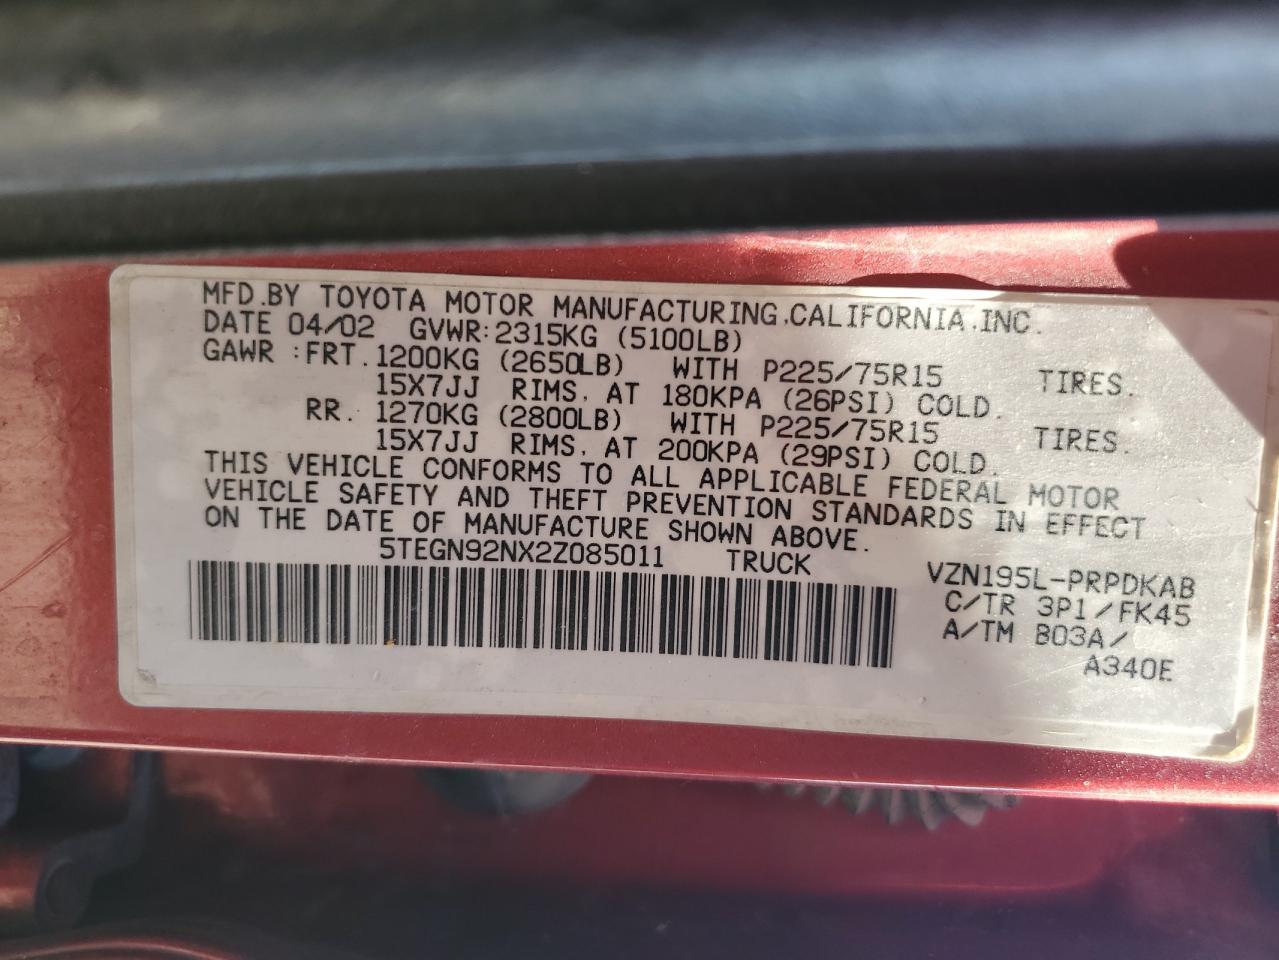 MFD.BY TOYOTA MOTOR MANUFACTURING.CALIFORNIA.INC.
DATE 04/02 GVWR:2315KG (5100LB)
GAWR :FRT.1200KG (2650LB) WITH P225/75R15 TIRES.
15X7JJ RIMS, AT 180KPA (26PSI) COLD.
RR. 1270KG (2800LB) WITH P225/75R15 TIRES.
15X7JJ RIMS, AT 200KPA (29PSI) COLD.
THIS VEHICLE CONFORMS TO ALL APPLICABLE FEDERAL MOTOR
VEHICLE SAFETY AND THEFT PREVENTION STANDARDS IN EFFECT
ON THE DATE OF MANUFACTURE SHOWN ABOVE.
5TEGN92NX2Z085011 TRUCK
VZN195L-PRPDKAB
C/TR 3P1/FK45
A/TM B03A/
A340E